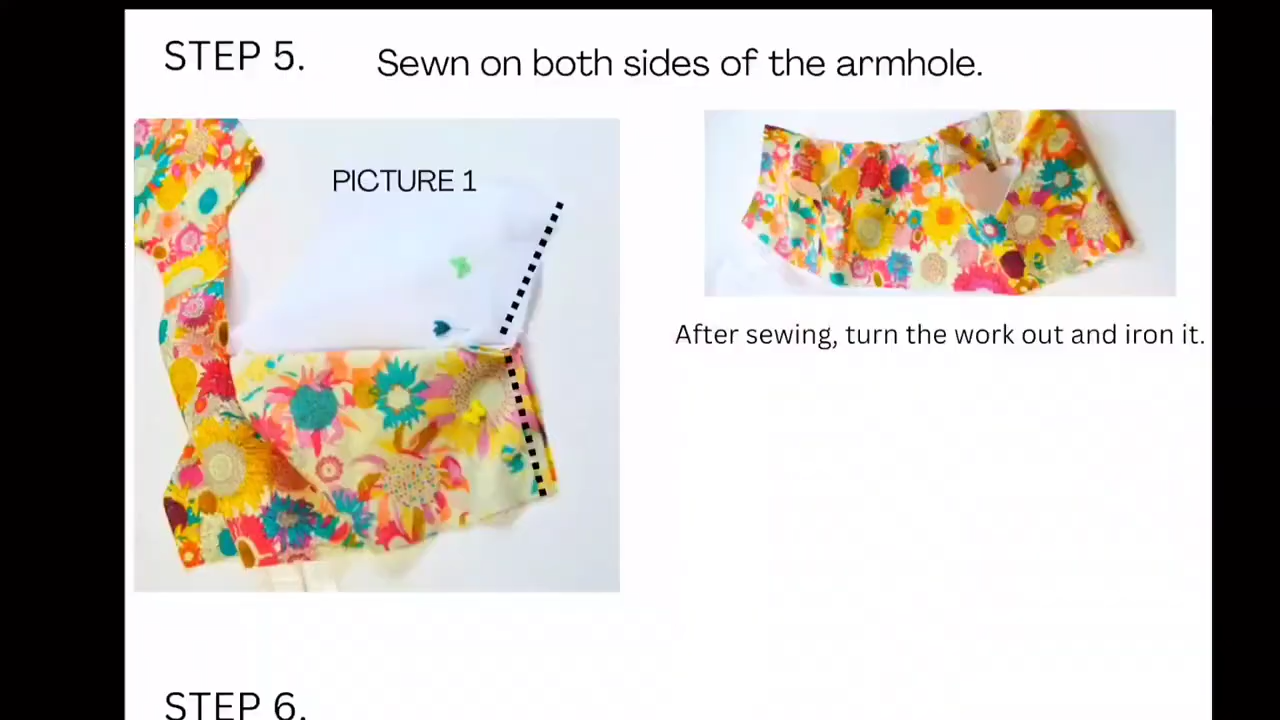 STEP 5.
Sewn on both sides of the armhole.
PICTURE 1
After sewing, turn the work out and iron it.
STEP 6.